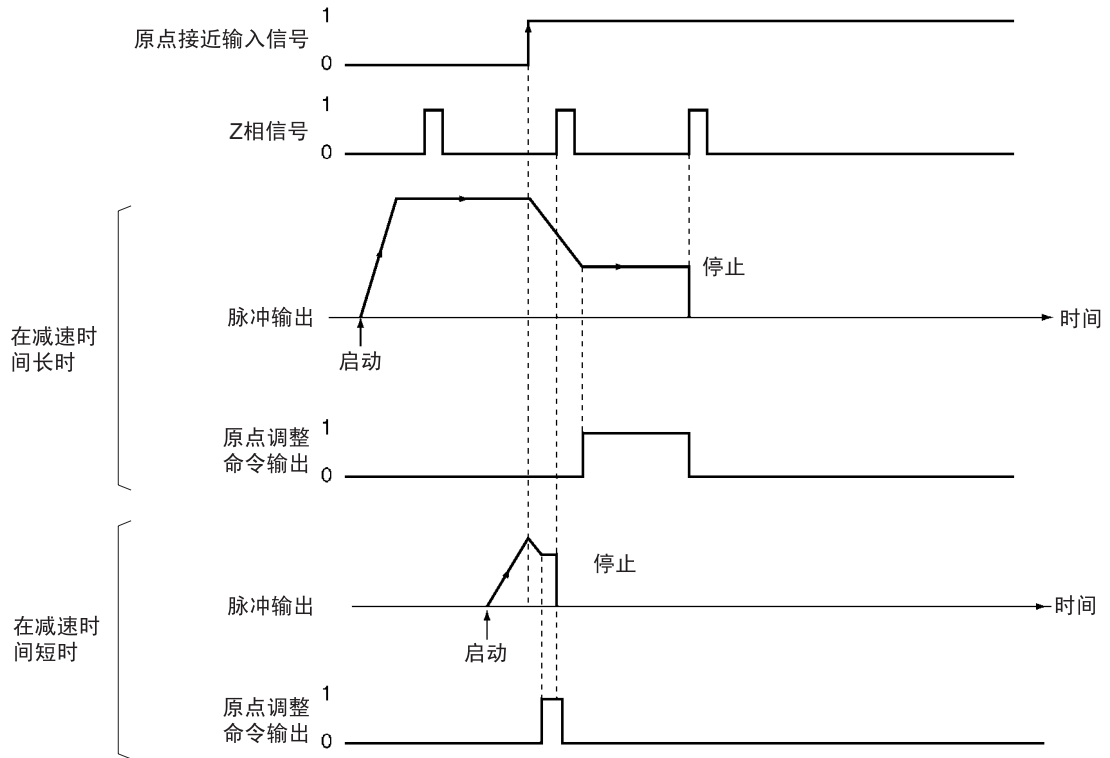 1
原点接近输入信号
0
1
Z相信号
0
停止
脉冲输出
时间
启动
在减速时
间长时
1
原点调整
命令输出
0
停止
脉冲输出
时间
启动
在减速时
间短时
1
原点调整
命令输出
0